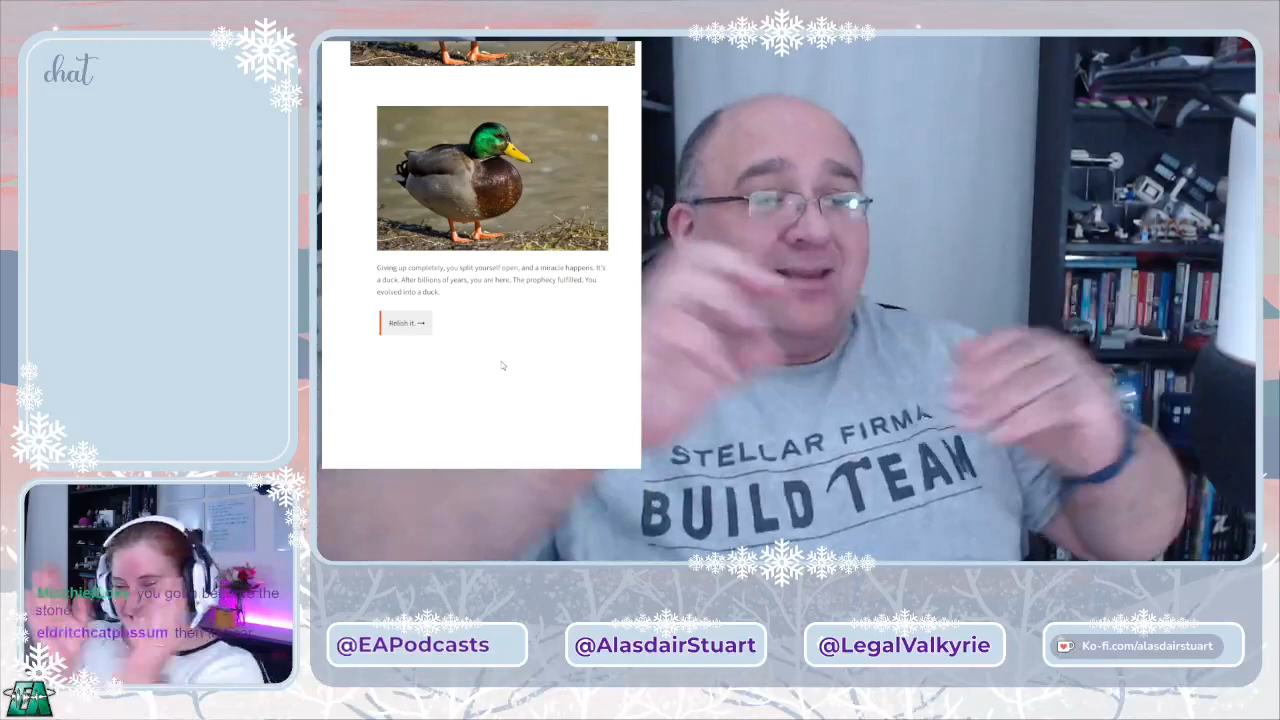 chat
Giving up completely, you split yourself open, and a miracle happens. It's
a duck. After billions of years, you are here. The prophecy fulfilled. You
evolved into a duck.
Relish it. →
STELLAR FIRMA
BUILD TEAM
you the
stone
eldritchcatpossum then
@EAPodcasts
@AlasdairStuart
@LegalValkyrie
Ko-fi.com/alasdairstuart
EA